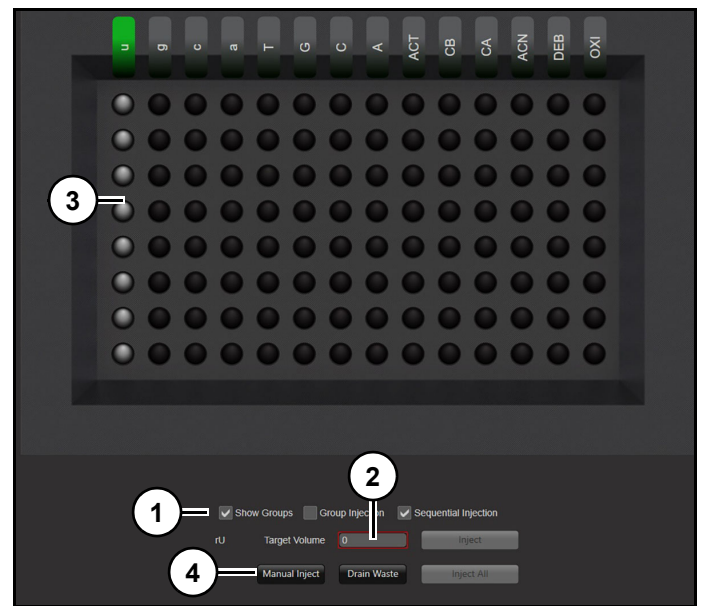 u g c a T G C A ACT CB CA ACN DEB OXI
3
2
1 Show Groups Group Injection Sequential Injection
rU Target Volume 0 Inject
4 Manual Inject Drain Waste Inject All